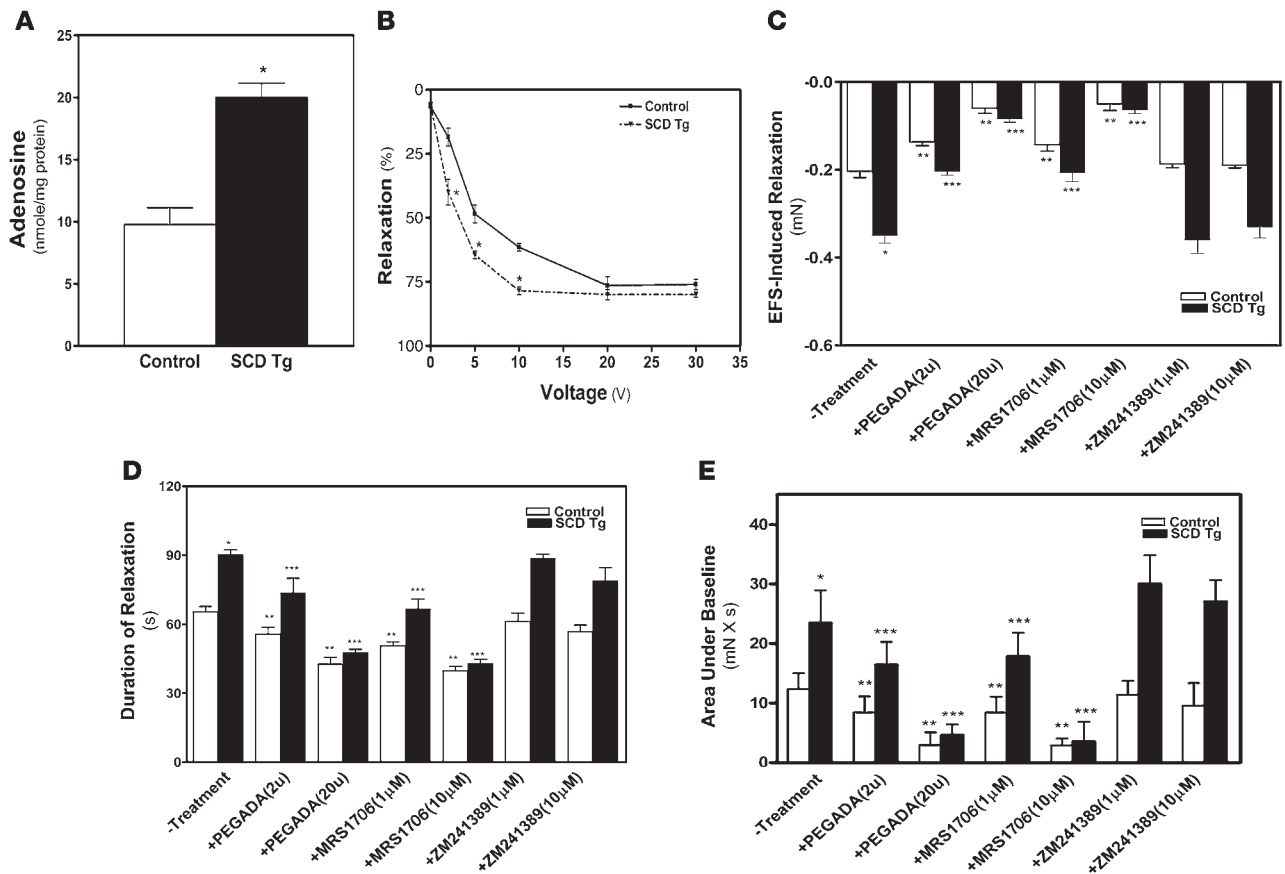 A
Adenosine
(nmole/mg protein)
25
20
15
10
5
0
*
Control
SCD Tg
B
Relaxation (%)
0
25
50
75
100
Control
SCD Tg
*
*
*
0
5
10
15
20
25
30
35
Voltage (V)
C
EFS-Induced Relaxation
(mN)
-0.0
-0.2
-0.4
-0.6
*
**
***
**
***
**
***
**
***
Control
SCD Tg
-Treatment
+PEGADA(2u)
+PEGADA(20u)
+MRS1706(1μM)
+MRS1706(10μM)
+ZM241389(1μM)
+ZM241389(10μM)
D
Duration of Relaxation
(s)
120
90
60
30
0
*
**
***
**
***
**
***
**
***
Control
SCD Tg
-Treatment
+PEGADA(2u)
+PEGADA(20u)
+MRS1706(1μM)
+MRS1706(10μM)
+ZM241389(1μM)
+ZM241389(10μM)
E
Area Under Baseline
(mN X s)
40
30
20
10
0
*
**
***
**
***
**
***
**
***
Control
SCD Tg
-Treatment
+PEGADA(2u)
+PEGADA(20u)
+MRS1706(1μM)
+MRS1706(10μM)
+ZM241389(1μM)
+ZM241389(10μM)